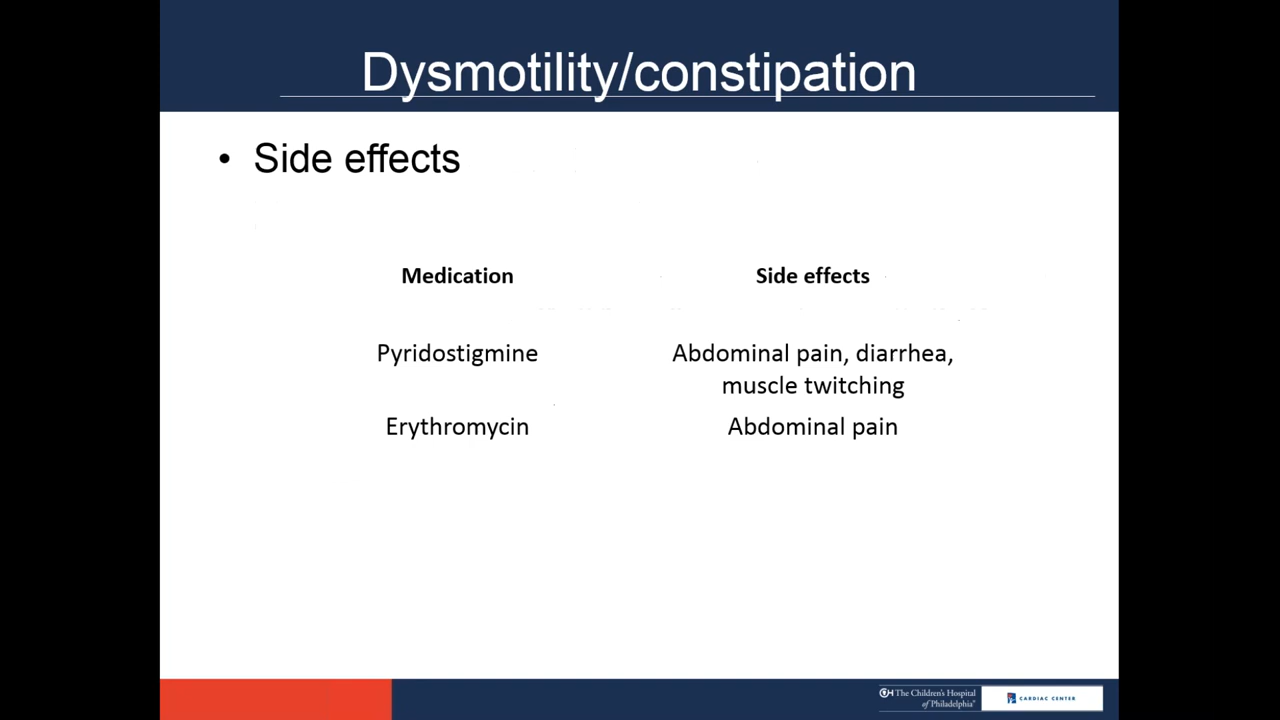 Dysmotility/constipation
• Side effects
Medication Side effects
Pyridostigmine Abdominal pain, diarrhea,
muscle twitching
Erythromycin Abdominal pain
CH The Children's Hospital
of Philadelphia®
CARDIAC CENTER